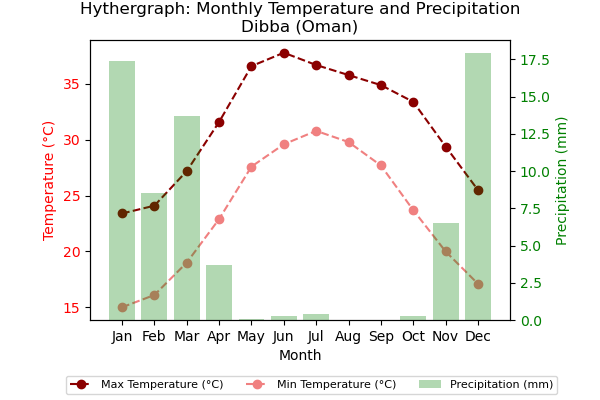 Hythergraph: Monthly Temperature and Precipitation
Dibba (Oman)
Temperature (°C)
35
30
25
20
15
17.5
15.0
12.5
10.0
7.5
5.0
2.5
0.0
Precipitation (mm)
Jan Feb Mar Apr May Jun Jul Aug Sep Oct Nov Dec
Month
Max Temperature (°C) Min Temperature (°C) Precipitation (mm)